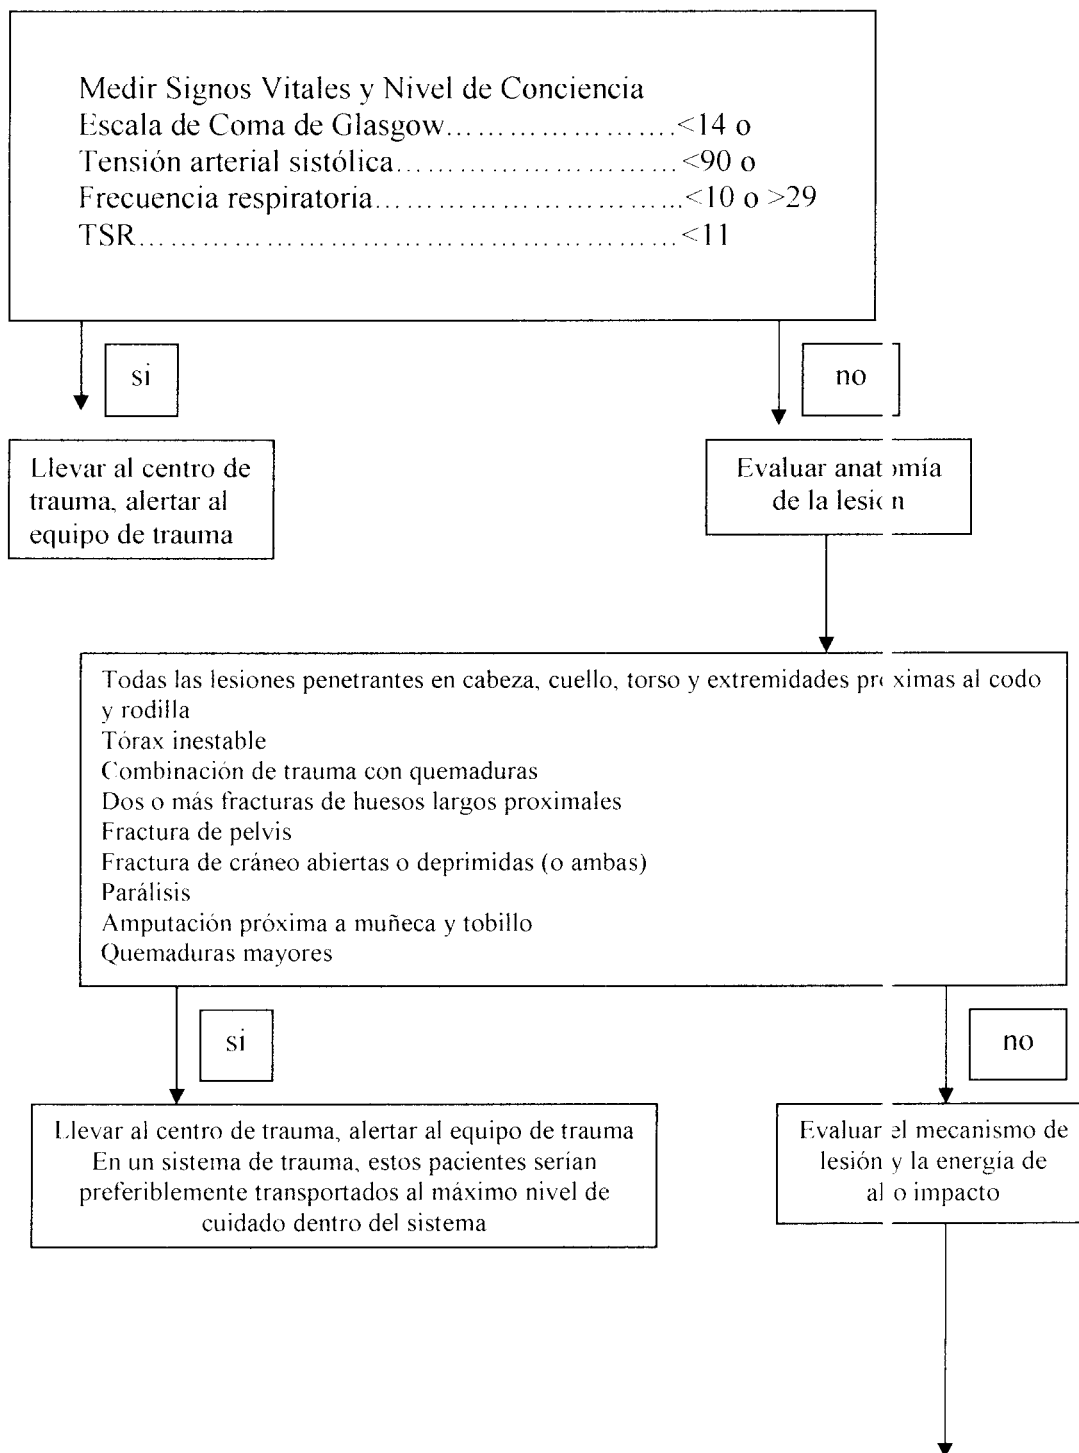 Medir Signos Vitales y Nivel de Conciencia
Escala de Coma de Glasgow........................<14 o
Tensión arterial sistólica..............................<90 o
Frecuencia respiratoria.................................<10 o >29
TSR..........................................................<11
si
no
Llevar al centro de
trauma, alertar al
equipo de trauma
Evaluar anatomía
de la lesión
Todas las lesiones penetrantes en cabeza, cuello, torso y extremidades próximas al codo
y rodilla
Tórax inestable
Combinación de trauma con quemaduras
Dos o más fracturas de huesos largos proximales
Fractura de pelvis
Fractura de cráneo abiertas o deprimidas (o ambas)
Parálisis
Amputación próxima a muñeca y tobillo
Quemaduras mayores
si
no
Llevar al centro de trauma, alertar al equipo de trauma
En un sistema de trauma, estos pacientes serían
preferiblemente transportados al máximo nivel de
cuidado dentro del sistema
Evaluar el mecanismo de
lesión y la energía de
alto impacto